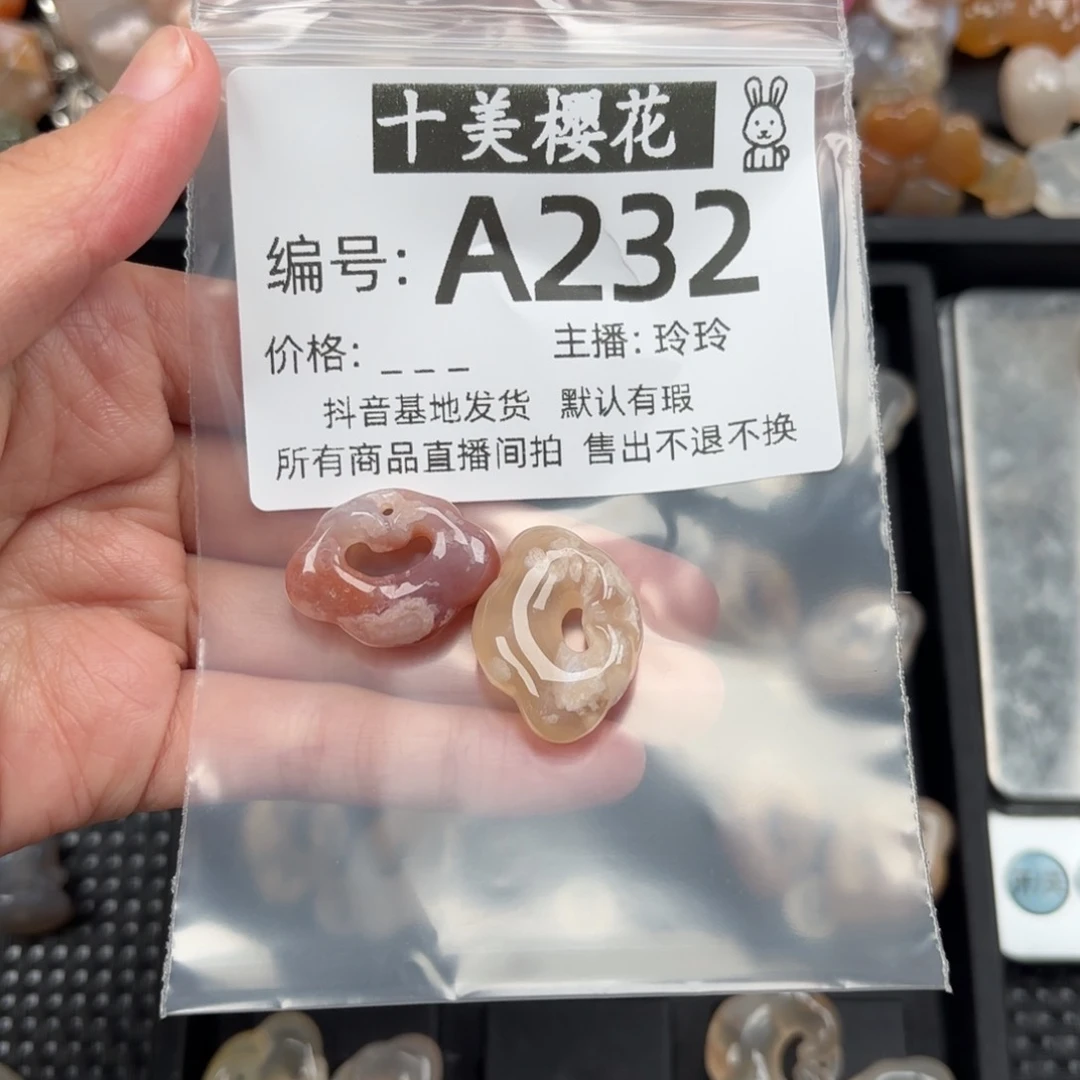 十美樱花
编号: A232
价格: _ _ _ 主播: 玲玲
抖音基地发货 默认有瑕
所有商品直播间拍 售出不退不换